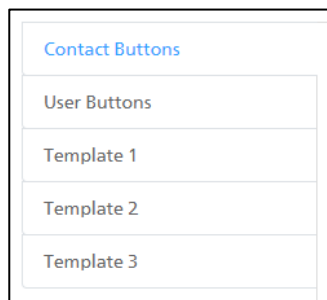 Contact Buttons
User Buttons
Template 1
Template 2
Template 3